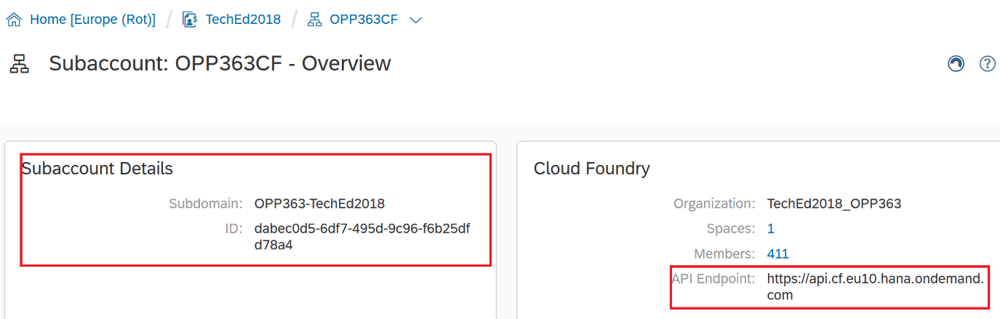 Home [Europe (Rot)] / TechEd2018 / OPP363CF
Subaccount: OPP363CF - Overview
Subaccount Details
Subdomain: OPP363-TechEd2018
ID: dabec0d5-6df7-495d-9c96-f6b25df
d78a4
Cloud Foundry
Organization: TechEd2018_OPP363
Spaces: 1
Members: 411
API Endpoint: https://api.cf.eu10.hana.ondemand.
com